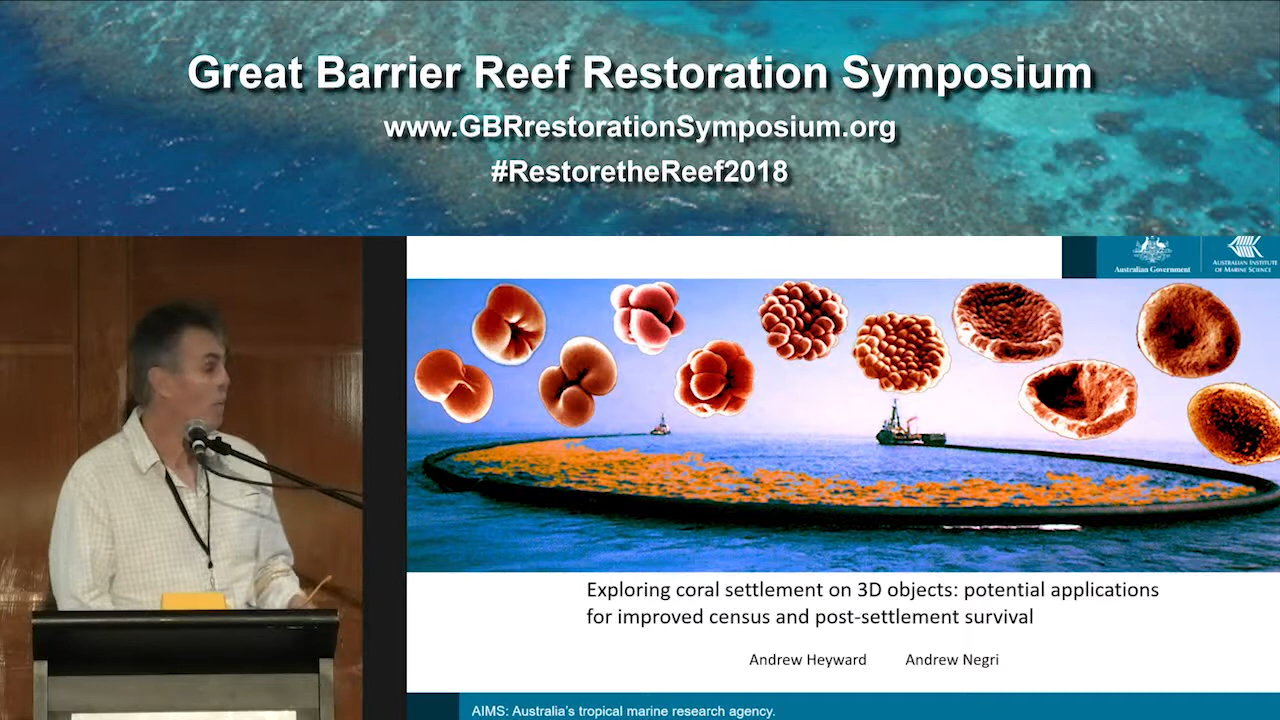 Great Barrier Reef Restoration Symposium
www.GBRrestorationSymposium.org
#RestoretheReef2018
Australian Government
AUSTRALIAN INSTITUTE
OF MARINE SCIENCE
Exploring coral settlement on 3D objects: potential applications
for improved census and post-settlement survival
Andrew Heyward Andrew Negri
AIMS: Australia's tropical marine research agency.